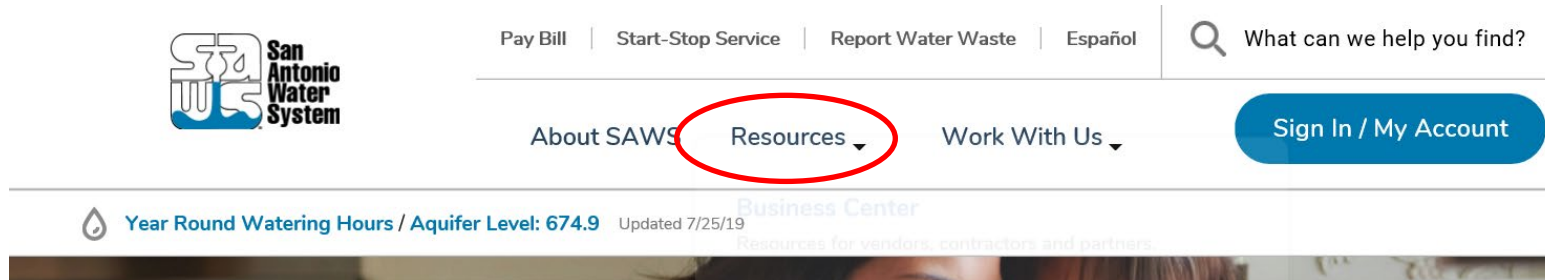 San
Antonio
Water
System
Pay Bill | Start-Stop Service | Report Water Waste | Español
What can we help you find?
About SAWS Resources Work With Us
Sign In / My Account
Year Round Watering Hours / Aquifer Level: 674.9 Updated 7/25/19
Business Center
Resources for vendors, contractors and partners.